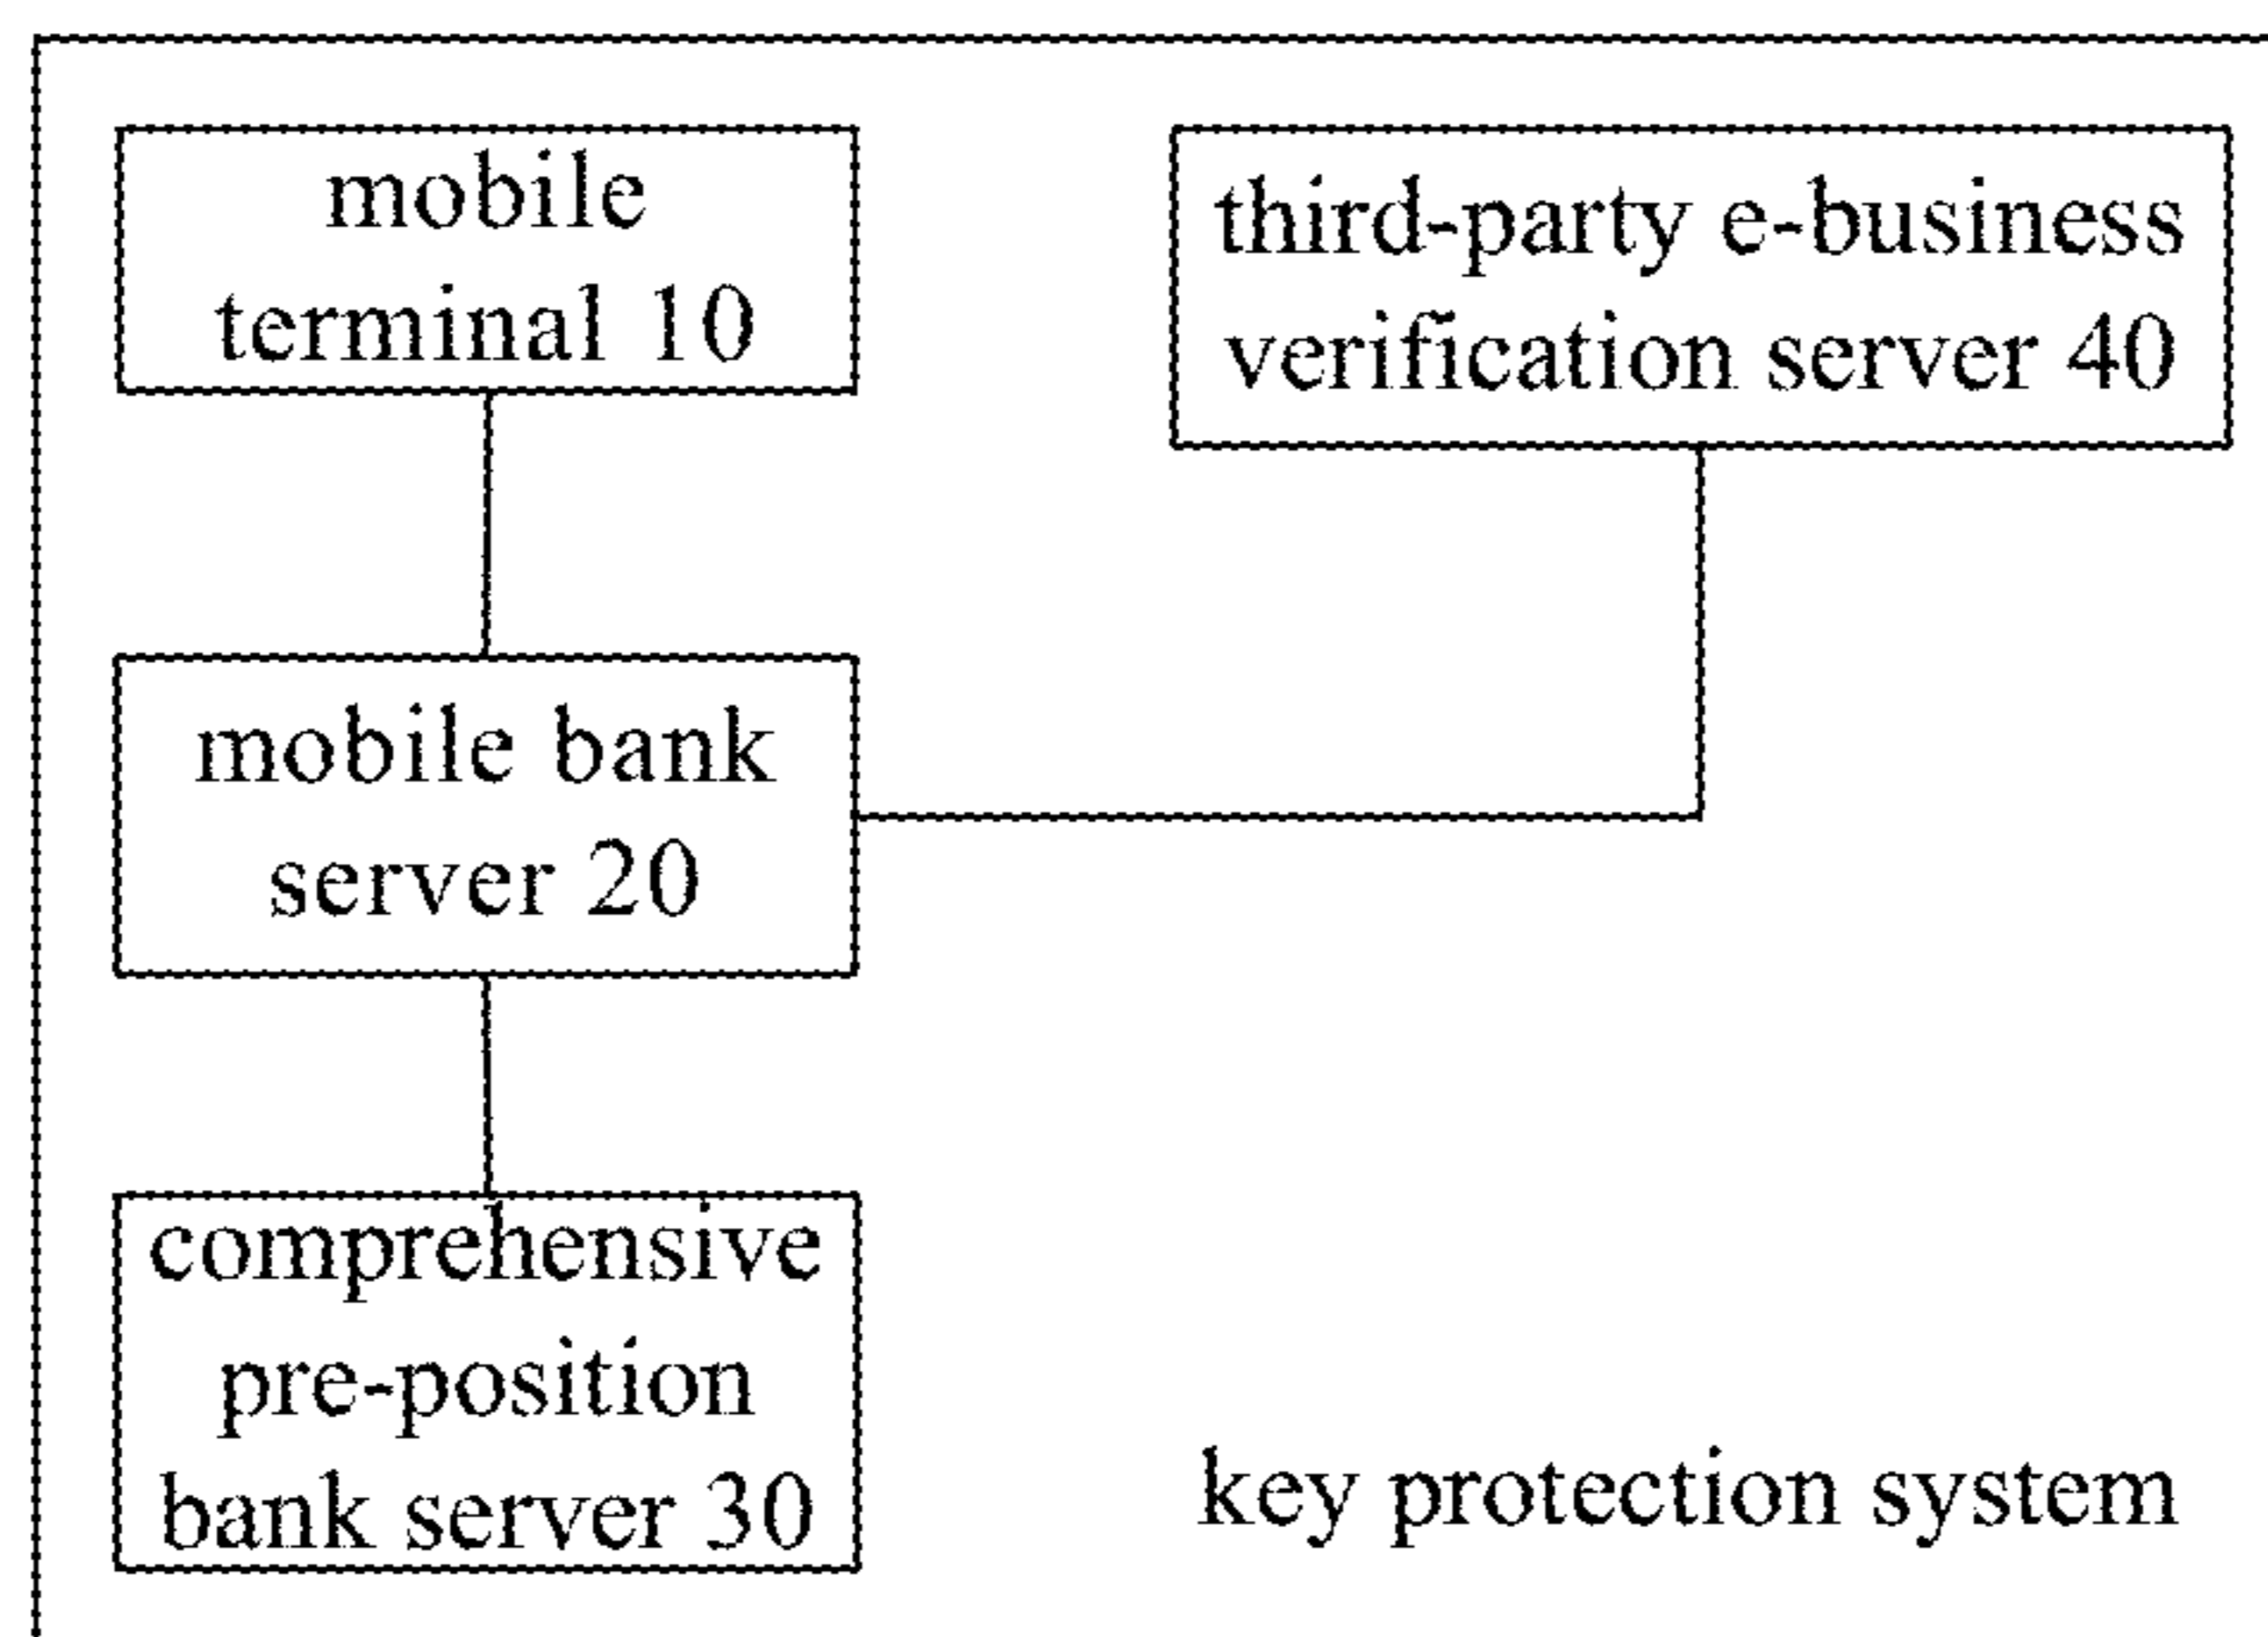 mobile
terminal 10
third-party e-business
verification server 40
mobile bank
server 20
comprehensive
pre-position
bank server 30
key protection system